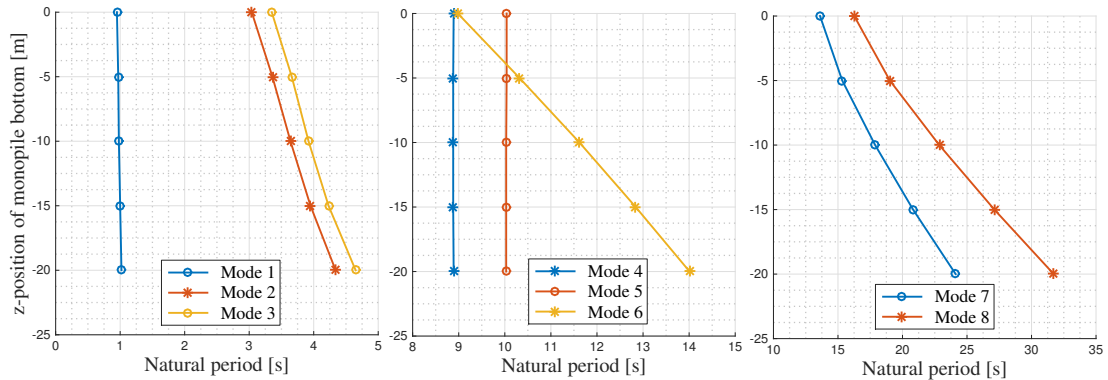 z-position of monopile bottom [m]
0
-5
-10
-15
-20
-25
0 1 2 3 4 5
Natural period [s]
Mode 1
Mode 2
Mode 3
0
-5
-10
-15
-20
-25
8 9 10 11 12 13 14 15
Natural period [s]
Mode 4
Mode 5
Mode 6
0
-5
-10
-15
-20
-25
10 15 20 25 30 35
Natural period [s]
Mode 7
Mode 8